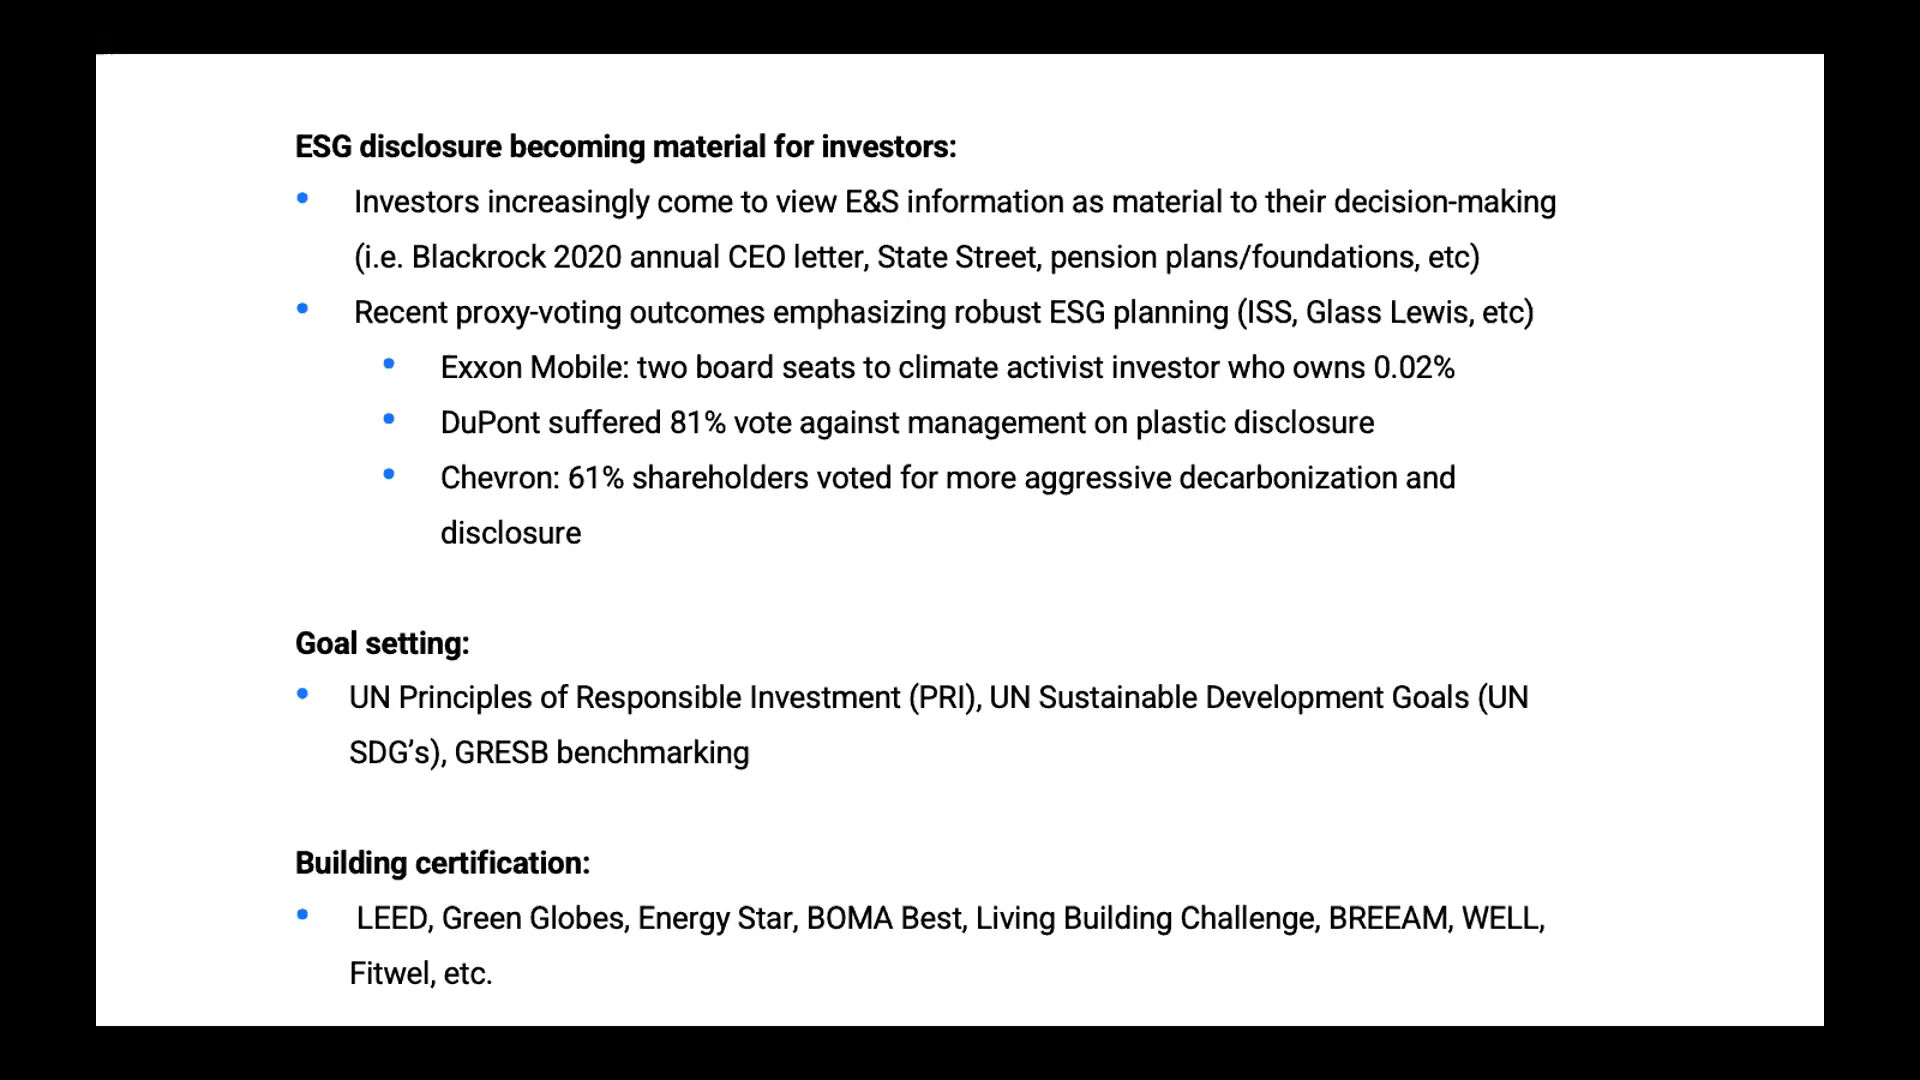 ESG disclosure becoming material for investors:
• Investors increasingly come to view E&S information as material to their decision-making
(i.e. Blackrock 2020 annual CEO letter, State Street, pension plans/foundations, etc)
• Recent proxy-voting outcomes emphasizing robust ESG planning (ISS, Glass Lewis, etc)
• Exxon Mobile: two board seats to climate activist investor who owns 0.02%
• DuPont suffered 81% vote against management on plastic disclosure
• Chevron: 61% shareholders voted for more aggressive decarbonization and
disclosure
Goal setting:
• UN Principles of Responsible Investment (PRI), UN Sustainable Development Goals (UN
SDG’s), GRESB benchmarking
Building certification:
• LEED, Green Globes, Energy Star, BOMA Best, Living Building Challenge, BREEAM, WELL,
Fitwel, etc.